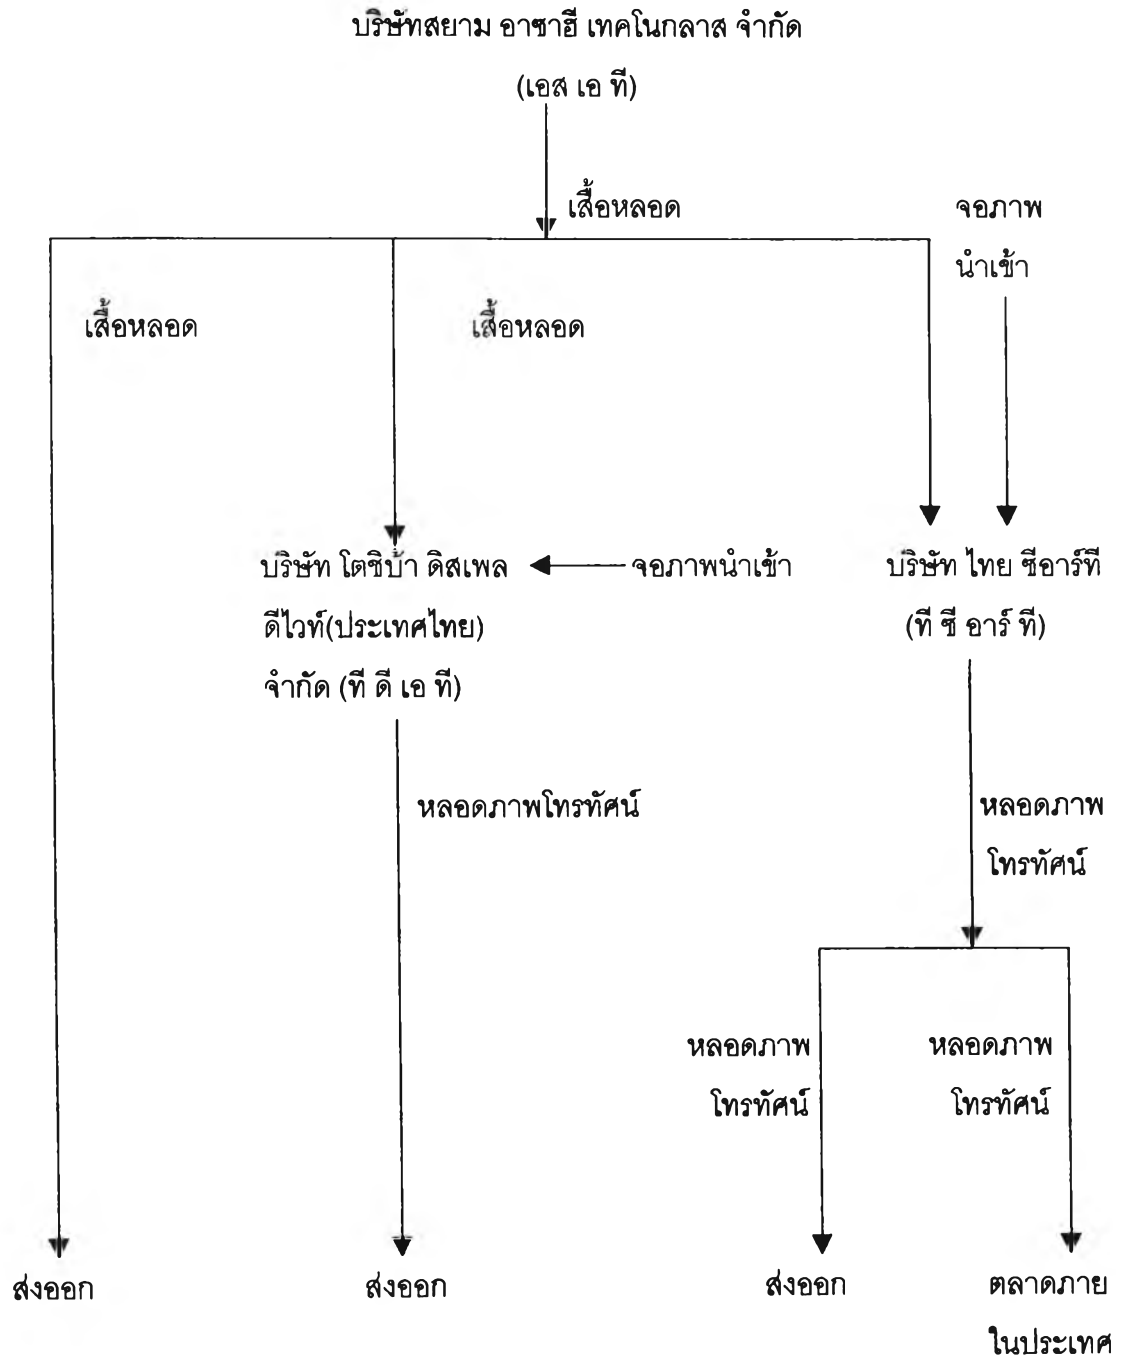 บริษัทสยาม อาซาฮี เทคโนกลาส จำกัด
(เอส เอ ที)
เสื้อหลอด
จอภาพ
นำเข้า
เสื้อหลอด
เสื้อหลอด
บริษัท โตชิบ้า ดิสเพล
ดีไวท์(ประเทศไทย)
จำกัด (ที ดี เอ ที)
จอภาพนำเข้า
บริษัท ไทย ซีอาร์ที
(ที ซี อาร์ ที)
หลอดภาพโทรทัศน์
หลอดภาพ
โทรทัศน์
หลอดภาพ
โทรทัศน์
หลอดภาพ
โทรทัศน์
ส่งออก
ส่งออก
ส่งออก
ตลาดภาย
ในประเทศ